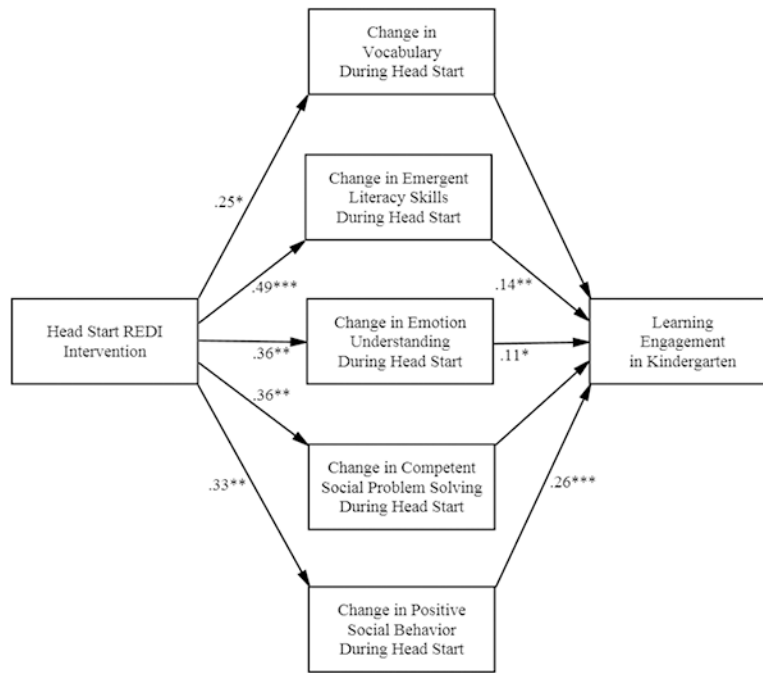 Change in
Vocabulary
During Head Start
.25*
Change in Emergent
Literacy Skills
During Head Start
.49***
.14**
Head Start REDI
Intervention
.36**
Change in Emotion
Understanding
During Head Start
.11*
Learning
Engagement
in Kindergarten
.36**
Change in Competent
Social Problem Solving
During Head Start
.33**
.26***
Change in Positive
Social Behavior
During Head Start